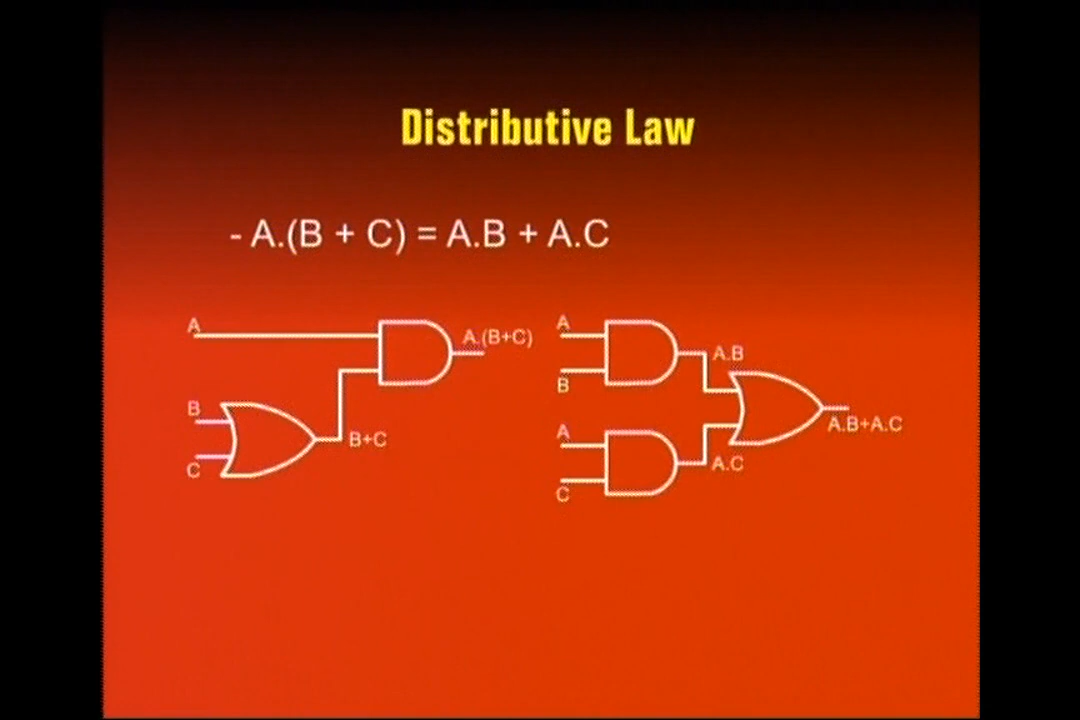 Distributive Law
- A.(B + C) = A.B + A.C
A
A.(B+C)
B
B+C
C
A
A.B
B
A.B+A.C
A
A.C
C